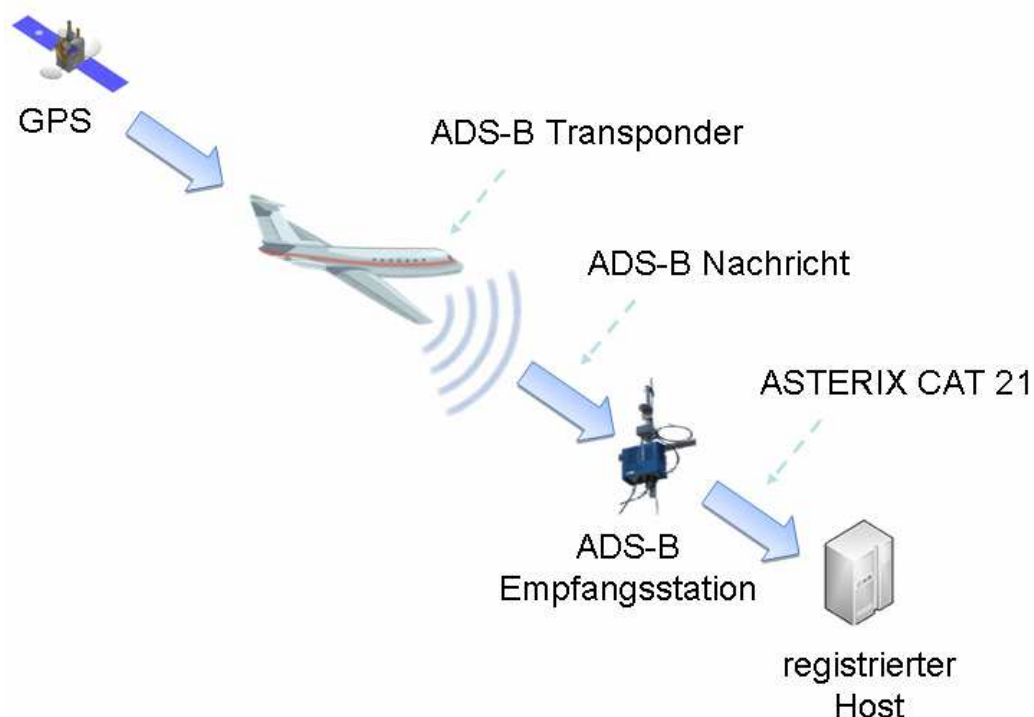 GPS
ADS-B Transponder
ADS-B Nachricht
ASTERIX CAT 21
ADS-B
Empfangsstation
registrierter
Host